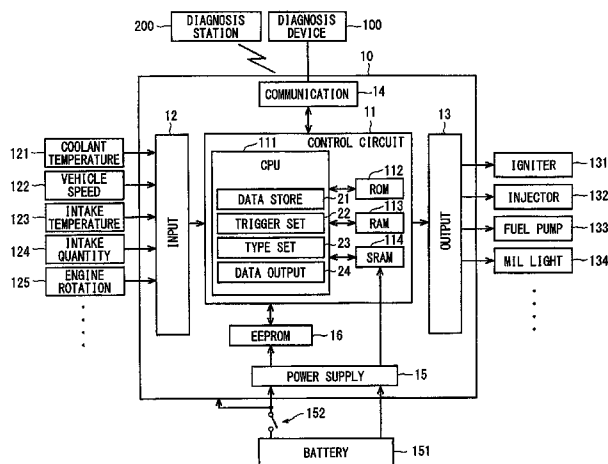 200
DIAGNOSIS
STATION
DIAGNOSIS
DEVICE
100
10
COMMUNICATION
14
12
11
13
CONTROL CIRCUIT
111
CPU
121
COOLANT
TEMPERATURE
122
VEHICLE
SPEED
123
INTAKE
TEMPERATURE
124
INTAKE
QUANTITY
125
ENGINE
ROTATION
INPUT
DATA STORE
21
TRIGGER SET
22
TYPE SET
23
DATA OUTPUT
24
112
ROM
113
RAM
114
SRAM
OUTPUT
IGNITER
131
INJECTOR
132
FUEL PUMP
133
MIL LIGHT
134
EEPROM
16
POWER SUPPLY
15
152
BATTERY
151